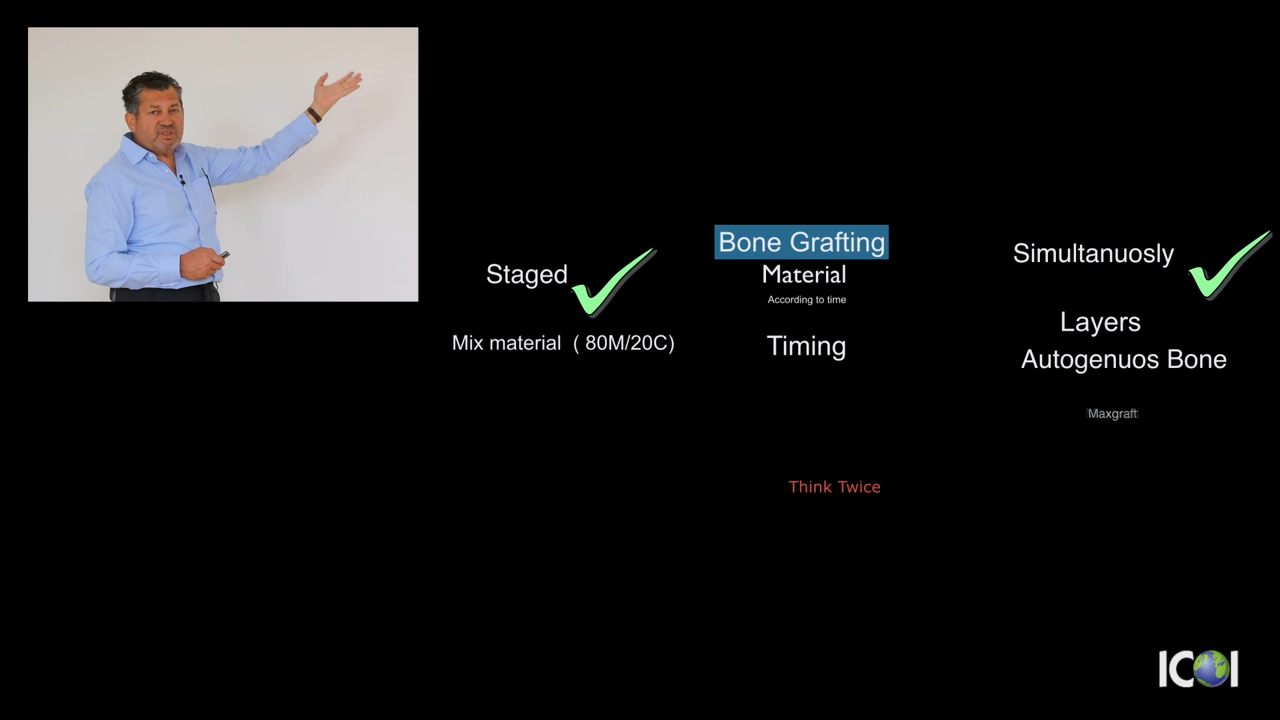 Bone Grafting
Material
According to time
Timing
Staged
Mix material ( 80M/20C)
Simultanuosly
Layers
Autogenuos Bone
Maxgraft
Think Twice
ICOI